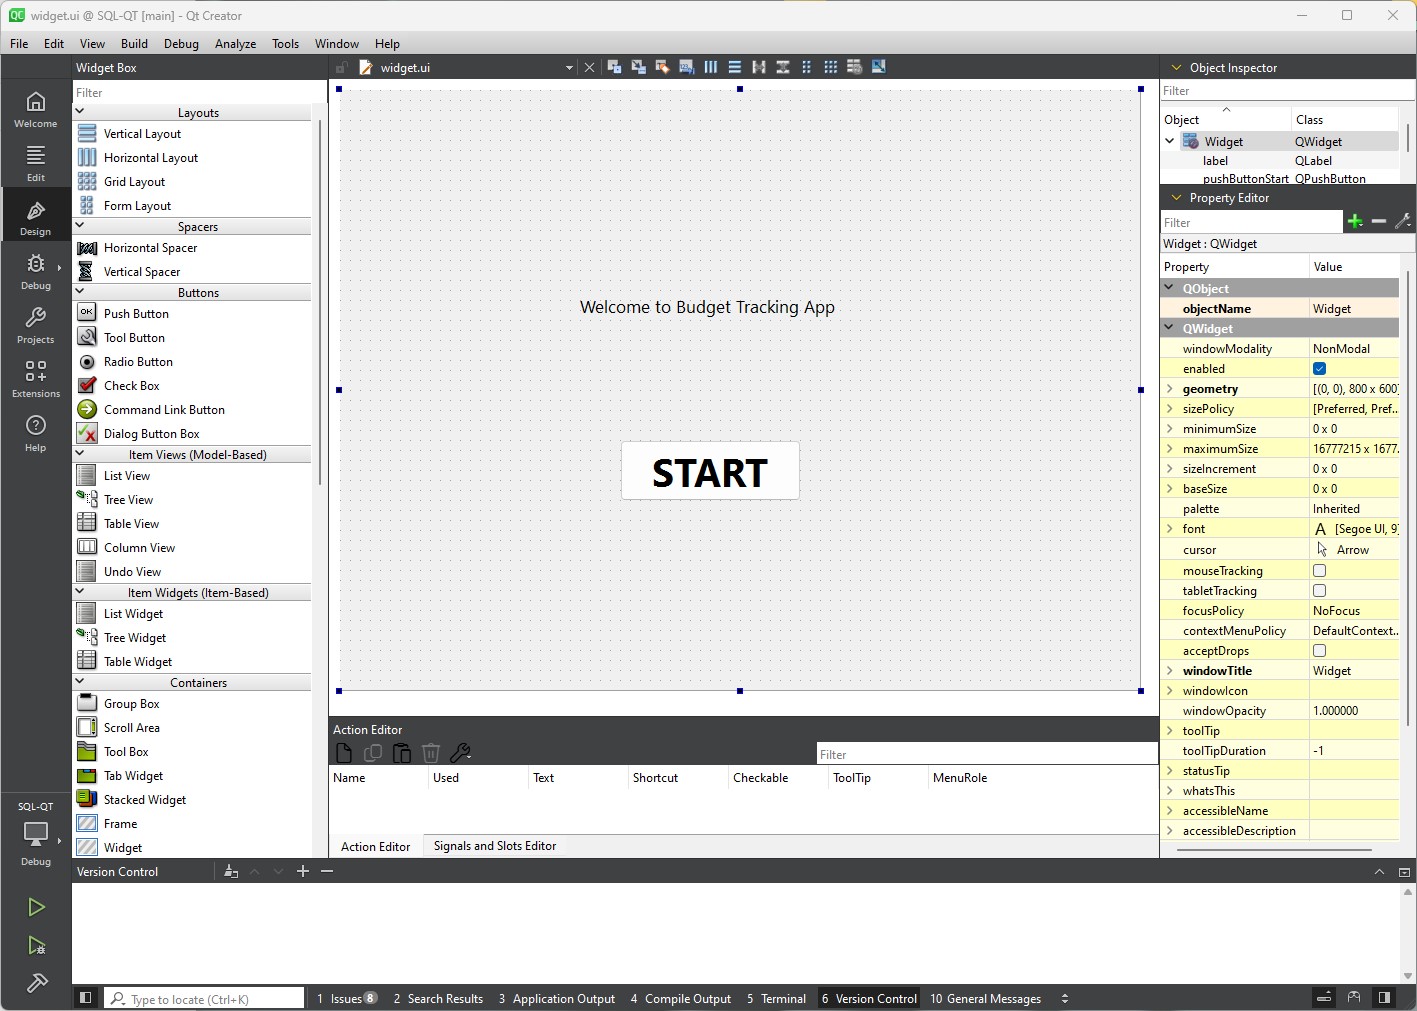 widget.ui @ SQL-QT [main] - Qt Creator
File Edit View Build Debug Analyze Tools Window Help
Widget Box
widget.ui
Object Inspector
Filter
Filter
Layouts
Vertical Layout
Horizontal Layout
Grid Layout
Form Layout
Spacers
Horizontal Spacer
Vertical Spacer
Buttons
OK
Push Button
Tool Button
Radio Button
Check Box
Command Link Button
Dialog Button Box
Item Views (Model-Based)
List View
Tree View
Table View
Column View
Undo View
Item Widgets (Item-Based)
List Widget
Tree Widget
Table Widget
Containers
Group Box
Scroll Area
Tool Box
Tab Widget
Stacked Widget
Frame
Widget
Welcome
Edit
Design
Debug
Projects
Extensions
Help
SQL-QT
Debug
Welcome to Budget Tracking App
START
Object Class
Widget QWidget
label QLabel
pushButtonStart QPushButton
Property Editor
Filter
Widget : QWidget
Property Value
QObject
objectName Widget
QWidget
windowModality NonModal
enabled
geometry [(0, 0), 800 x 600]
sizePolicy [Preferred, Pref...
minimumSize 0 x 0
maximumSize 16777215 x 1677...
sizeIncrement 0 x 0
baseSize 0 x 0
palette Inherited
font A [Segoe UI, 9]
cursor Arrow
mouseTracking
tabletTracking
focusPolicy NoFocus
contextMenuPolicy DefaultContext...
acceptDrops
windowTitle Widget
windowIcon
windowOpacity 1.000000
toolTip
toolTipDuration -1
statusTip
whatsThis
accessibleName
accessibleDescription
Action Editor
Filter
Name Used Text Shortcut Checkable ToolTip MenuRole
Action Editor Signals and Slots Editor
Version Control
Type to locate (Ctrl+K)
1 Issues 8 2 Search Results 3 Application Output 4 Compile Output 5 Terminal 6 Version Control 10 General Messages